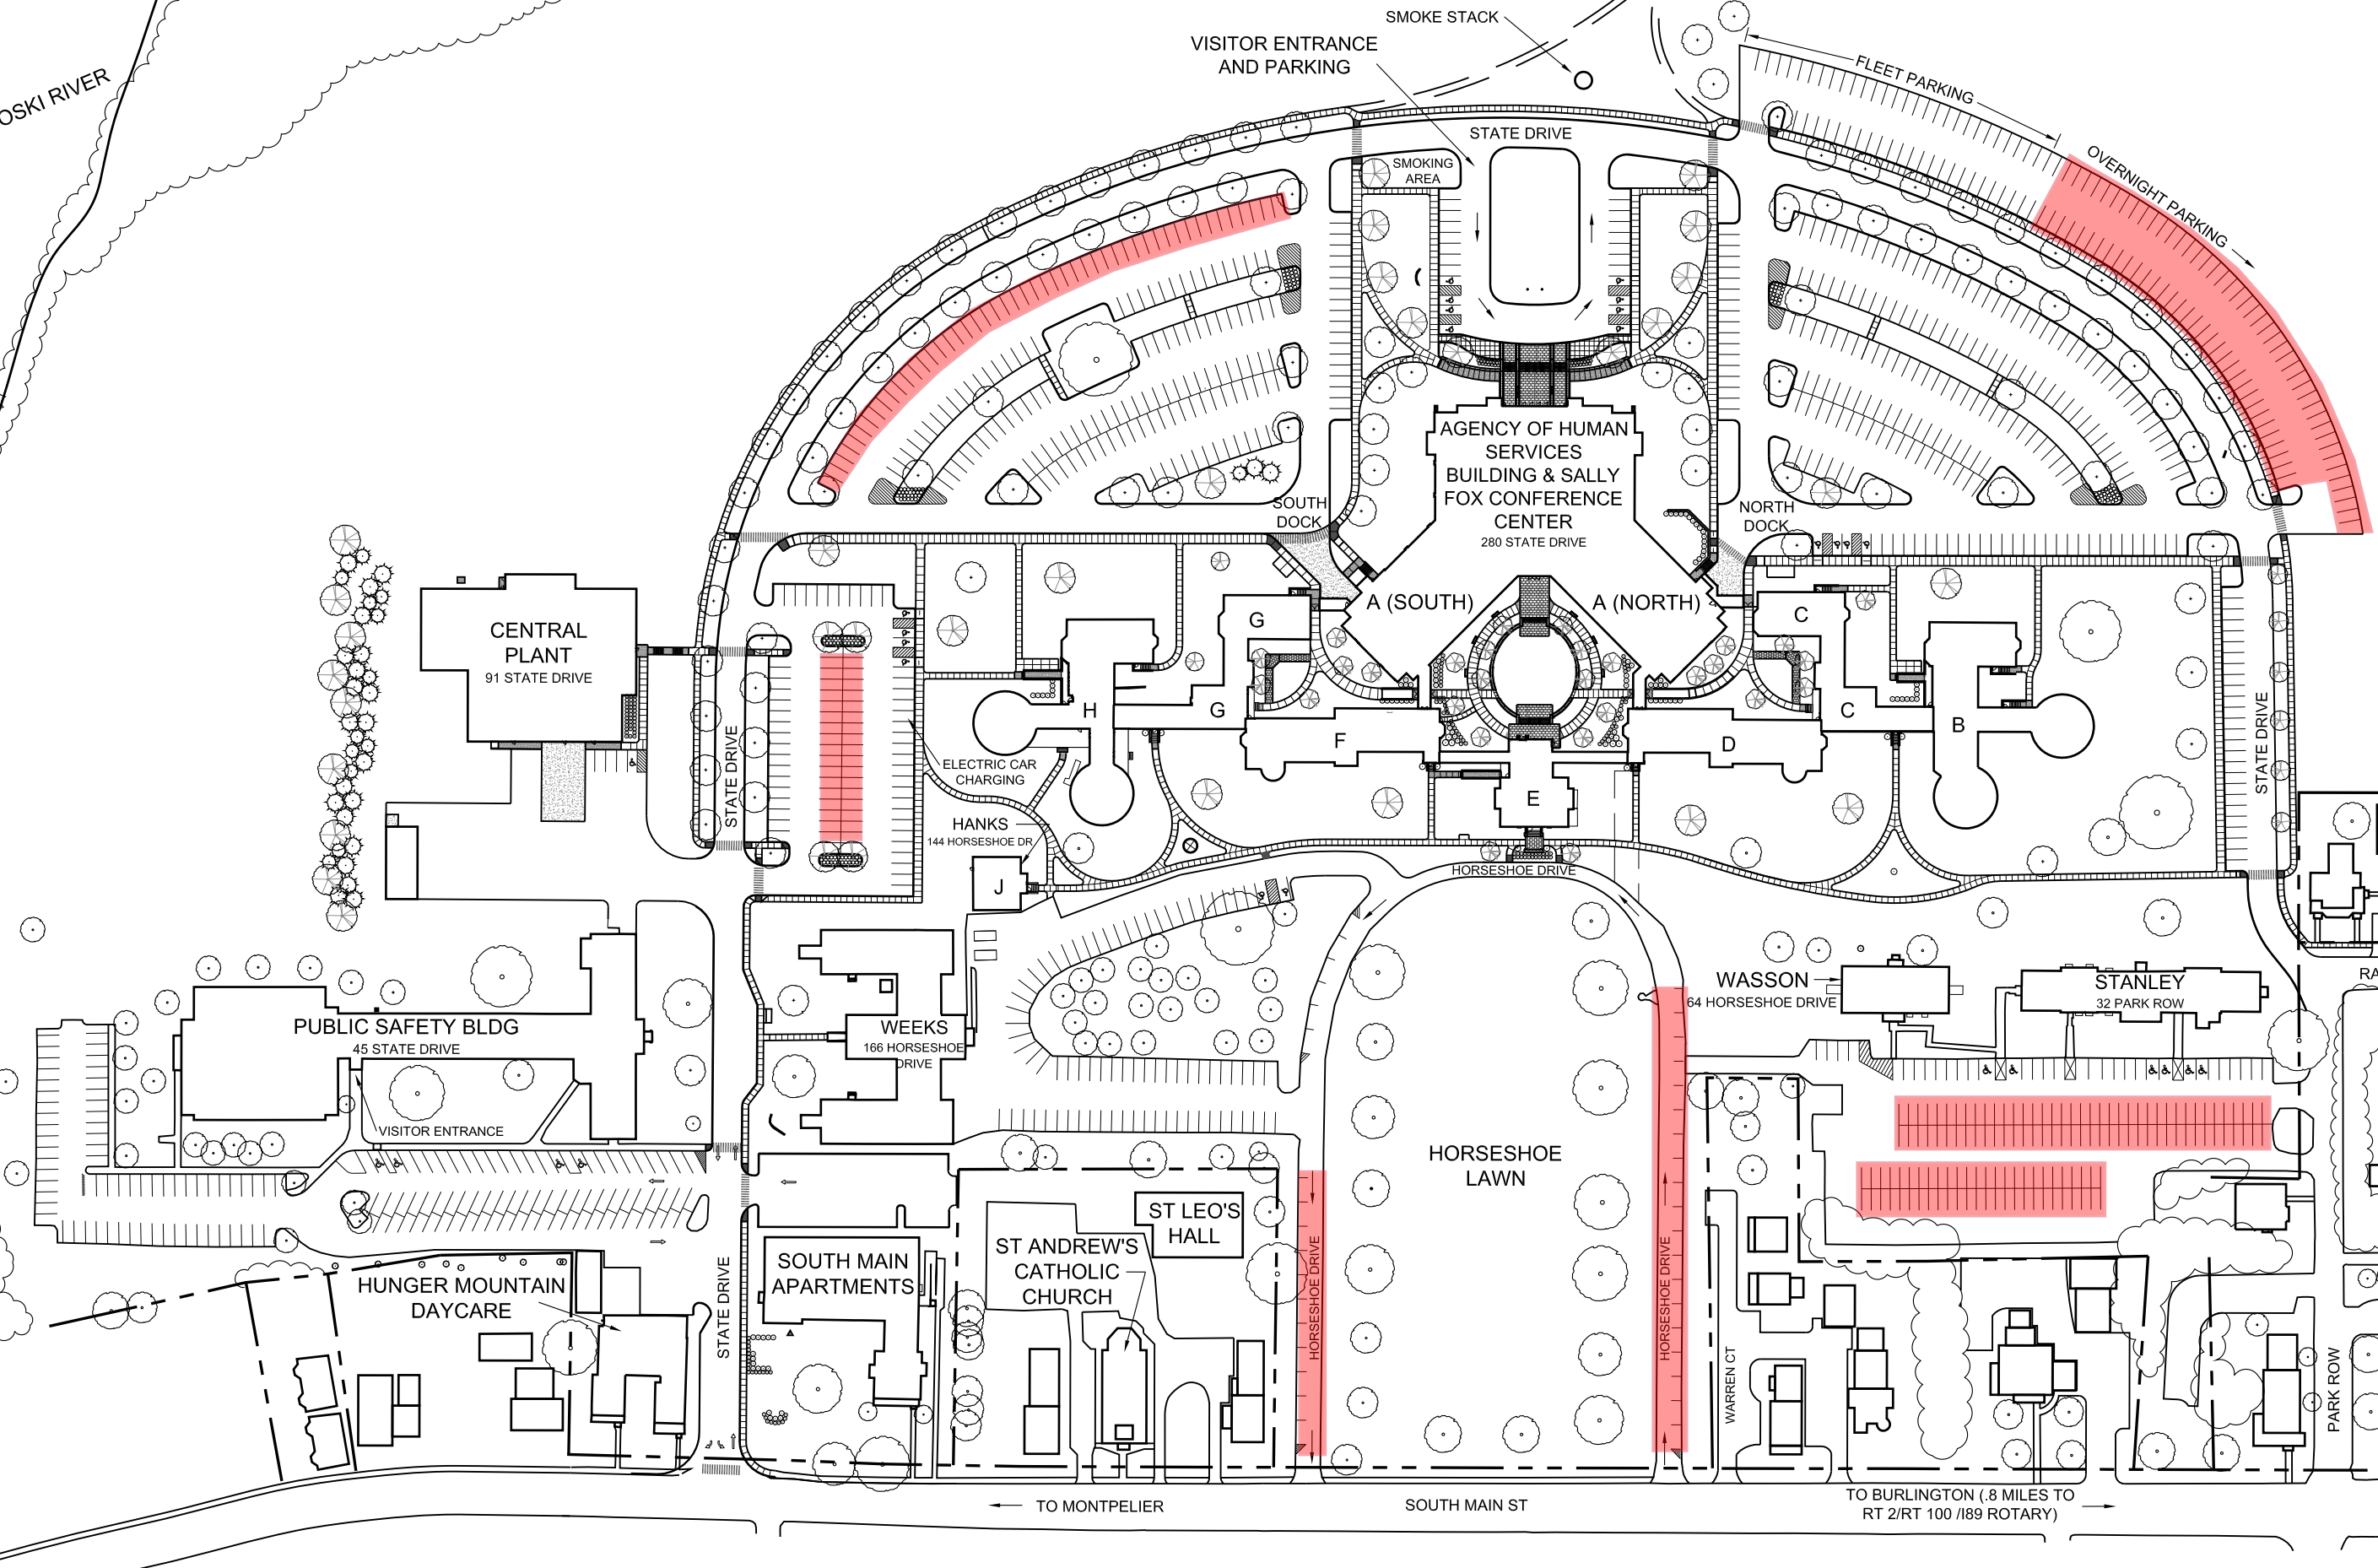 SMOKE STACK
VISITOR ENTRANCE
AND PARKING
FLEET PARKING
OSKI RIVER
STATE DRIVE
OVERNIGHT PARKING
SMOKING
AREA
AGENCY OF HUMAN
SERVICES
BUILDING & SALLY
FOX CONFERENCE
CENTER
280 STATE DRIVE
SOUTH
DOCK
NORTH
DOCK
A (SOUTH)
A (NORTH)
CENTRAL
PLANT
91 STATE DRIVE
G
C
H
G
F
D
C
B
E
STATE DRIVE
STATE DRIVE
ELECTRIC CAR
CHARGING
HANKS
144 HORSESHOE DR
J
HORSESHOE DRIVE
WASSON
64 HORSESHOE DRIVE
STANLEY
32 PARK ROW
RA
PUBLIC SAFETY BLDG
45 STATE DRIVE
WEEKS
166 HORSESHOE
DRIVE
VISITOR ENTRANCE
HORSESHOE
LAWN
ST LEO'S
HALL
ST ANDREW'S
CATHOLIC
CHURCH
SOUTH MAIN
APARTMENTS
HUNGER MOUNTAIN
DAYCARE
STATE DRIVE
HORSESHOE DRIVE
HORSESHOE DRIVE
WARREN CT
PARK ROW
TO MONTPELIER
SOUTH MAIN ST
TO BURLINGTON (.8 MILES TO
RT 2/RT 100 /I89 ROTARY)